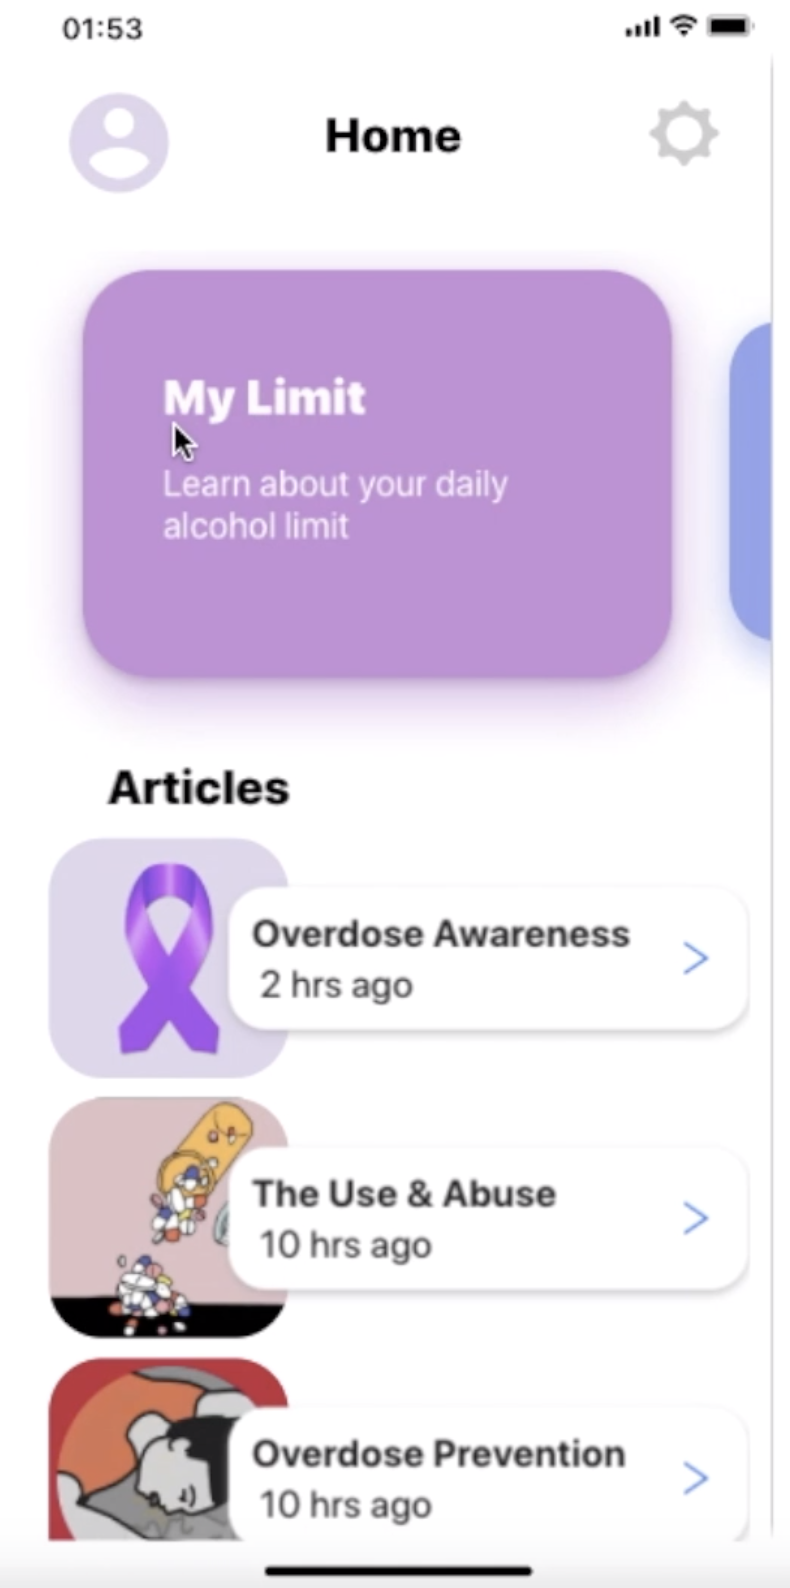 01:53
Home
My Limit
Learn about your daily
alcohol limit
Articles
Overdose Awareness
2 hrs ago
The Use & Abuse
10 hrs ago
Overdose Prevention
10 hrs ago